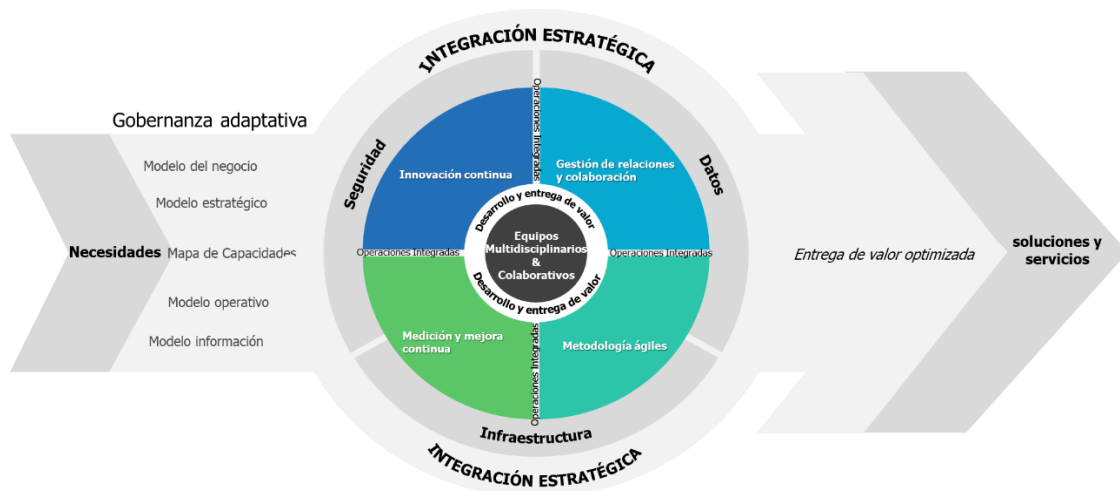 INTEGRACIÓN ESTRATÉGICA
Gobernanza adaptativa
Modelo del negocio
Modelo estratégico
Necesidades
Mapa de Capacidades
Modelo operativo
Modelo información
Seguridad
Datos
Infraestructura
Operaciones Integradas
Innovación continua
Gestión de relaciones
y colaboración
Desarrollo y entrega de valor
Operaciones Integradas
Equipos
Multidisciplinarios
&
Colaborativos
Operaciones Integradas
Desarrollo y entrega de valor
Medición y mejora
continua
Metodología ágiles
Operaciones Integradas
INTEGRACIÓN ESTRATÉGICA
Entrega de valor optimizada
soluciones y
servicios